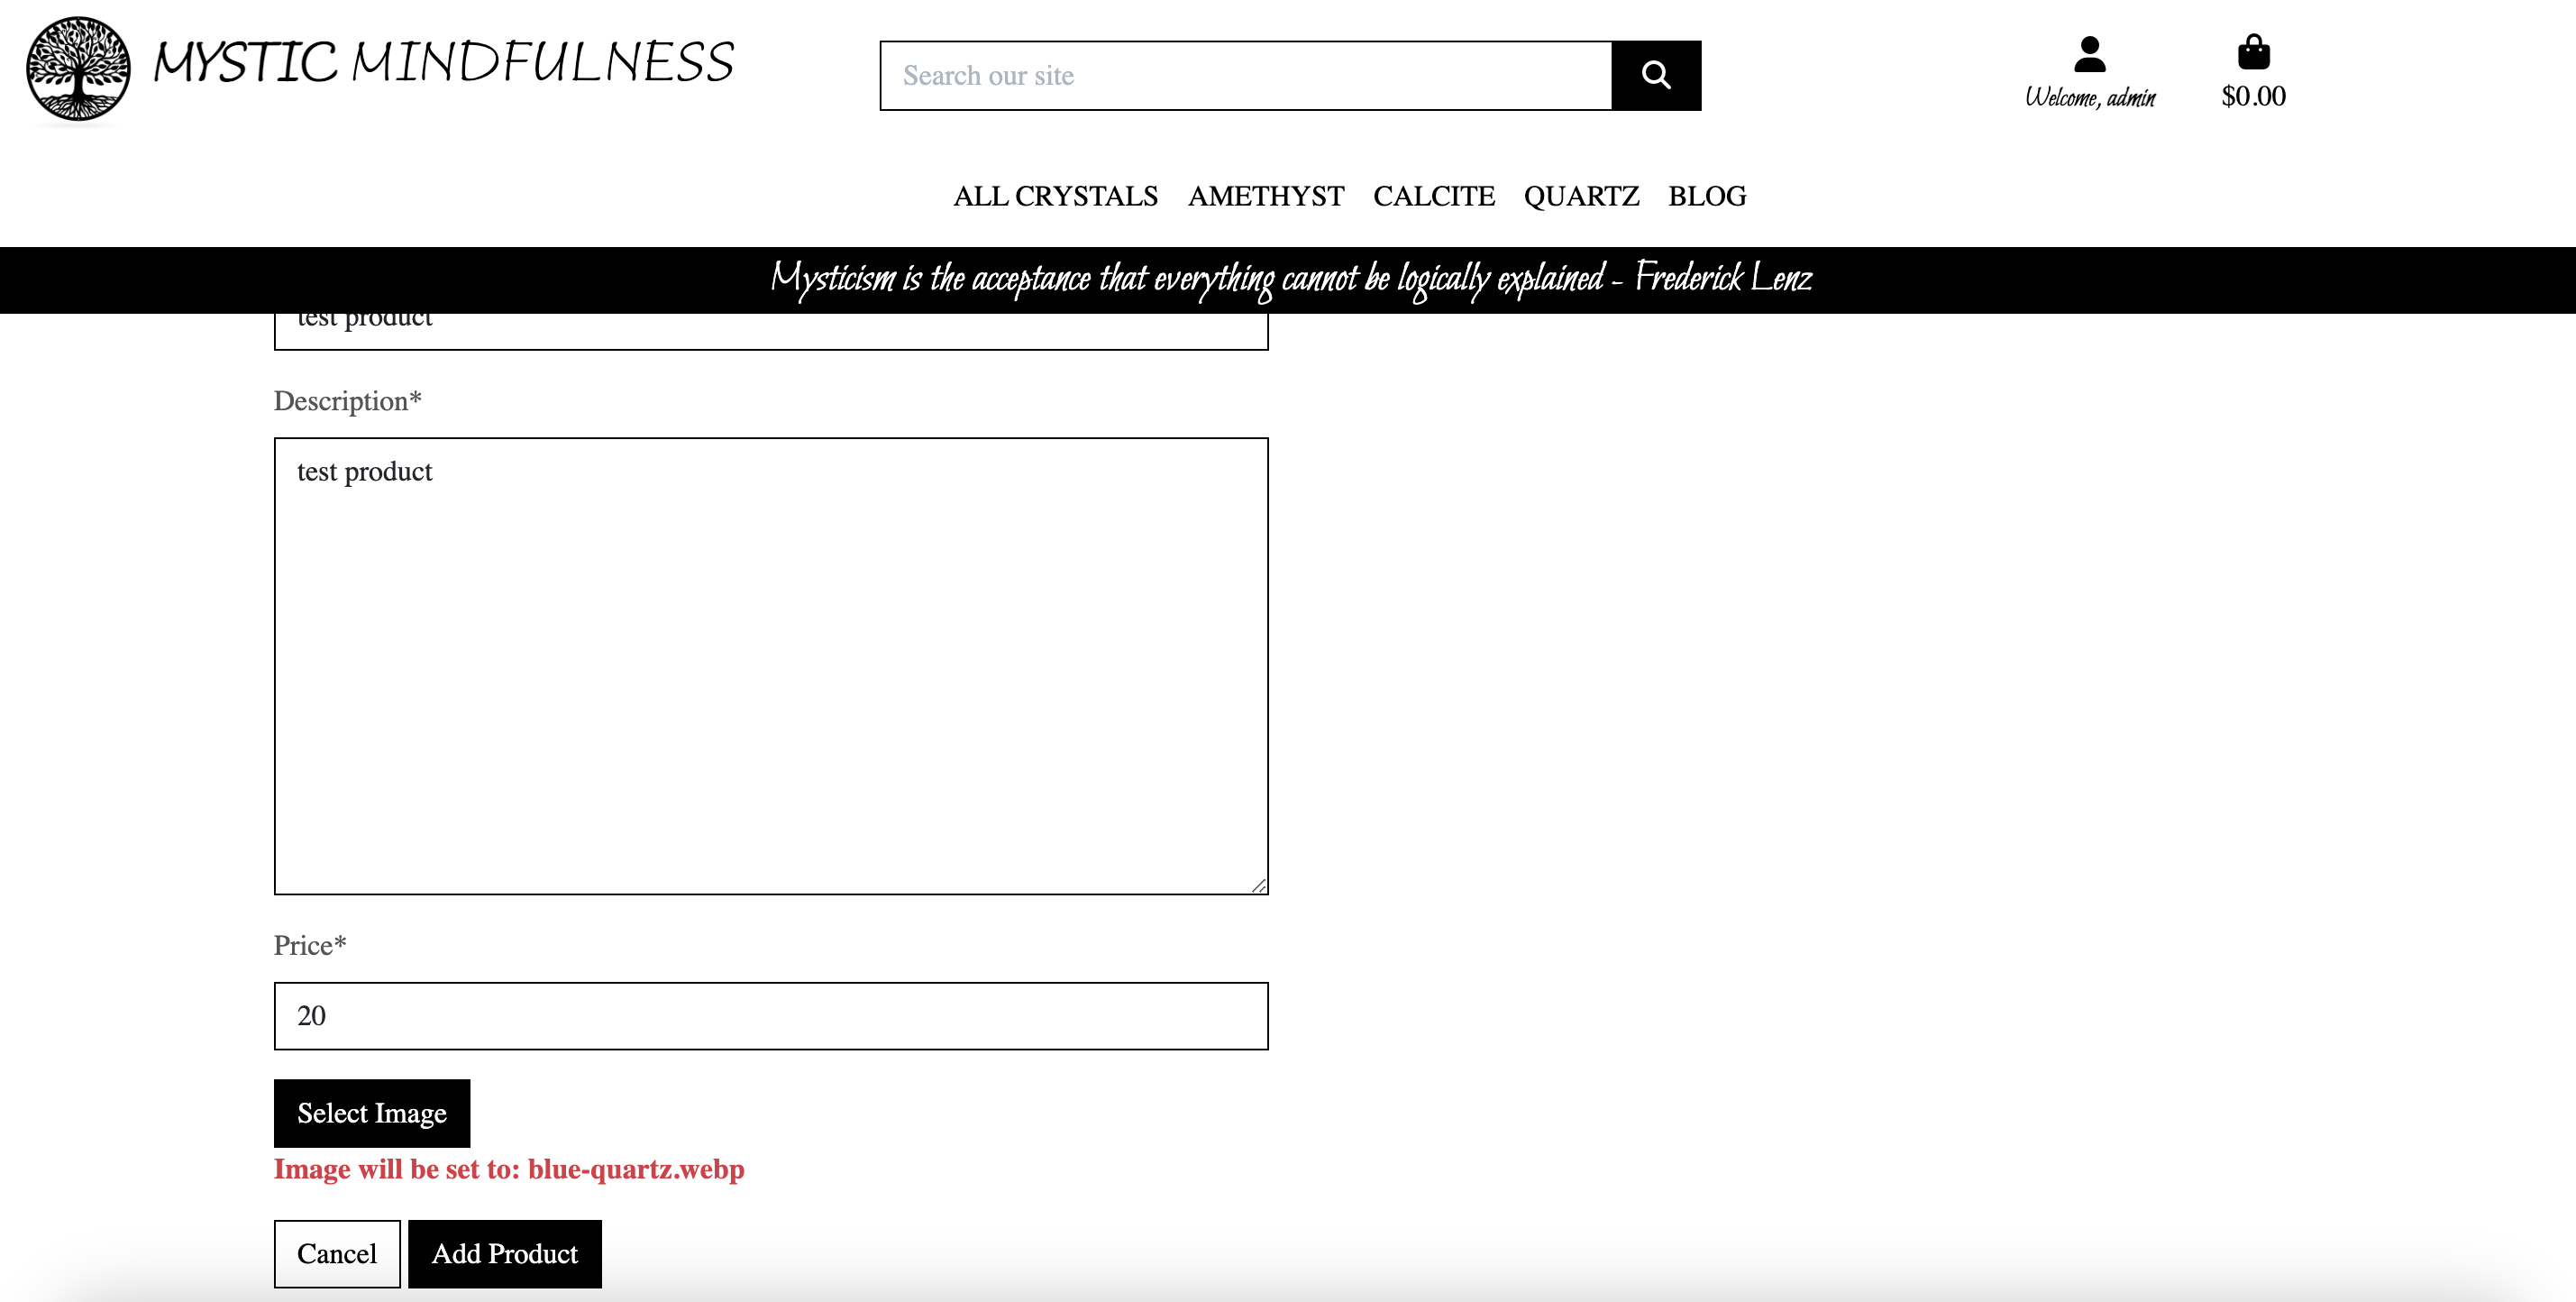 MYSTIC MINDFULNESS
Search our site
Welcome, admin
$0.00
ALL CRYSTALS AMETHYST CALCITE QUARTZ BLOG
Mysticism is the acceptance that everything cannot be logically explained - Frederick Lenz
test product
Description*
test product
Price*
20
Select Image
Image will be set to: blue-quartz.webp
Cancel Add Product